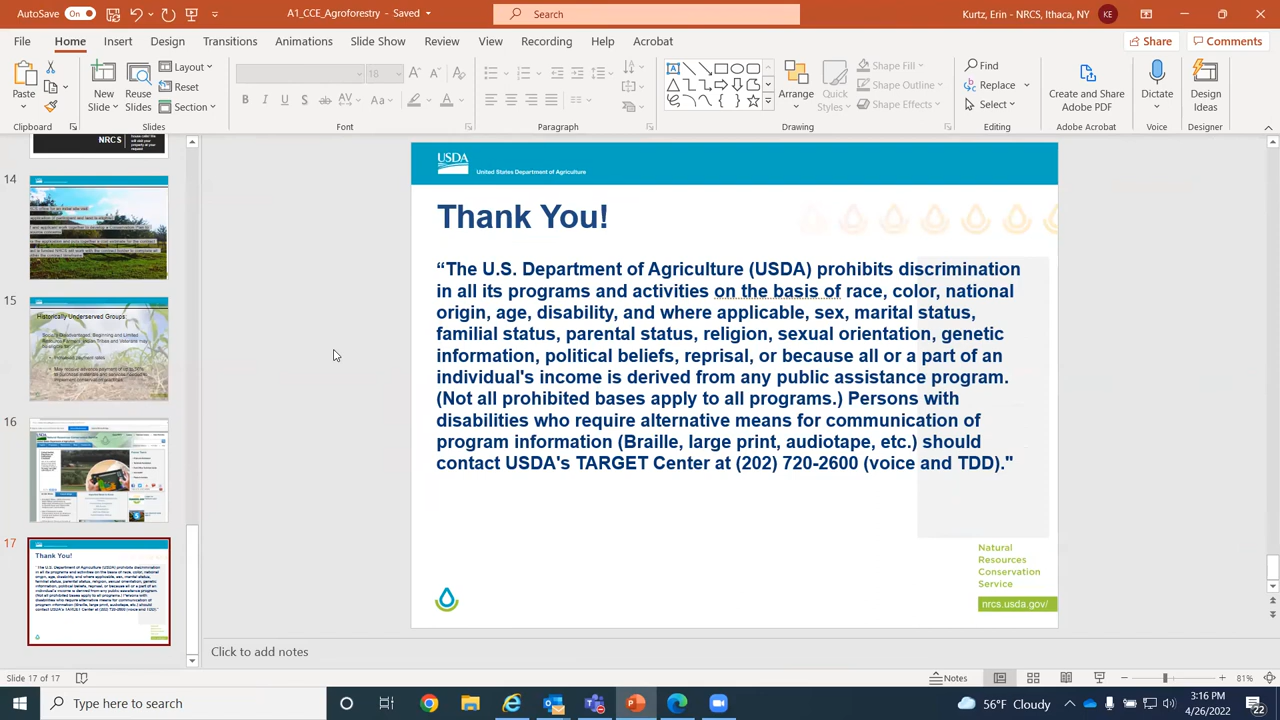 AutoSave On A1_CCE_Agroforestry - Saved Search Kurtz, Erin - NRCS, Ithaca, NY
File Home Insert Design Transitions Animations Slide Show Review View Recording Help Acrobat Share Comments
Paste New Slide Reuse Slides Layout Reset Section
18
Arrange Quick Styles Shape Fill Shape Outline Shape Effects
Find Replace Select
Create and Share Adobe PDF Dictate Design Ideas
Clipboard Slides Font Paragraph Drawing Editing Adobe Acrobat Voice Designer
NRCS
14
15
Historically Underserved Groups
16
17
Thank You!
USDA United States Department of Agriculture
Thank You!
“The U.S. Department of Agriculture (USDA) prohibits discrimination
in all its programs and activities on the basis of race, color, national
origin, age, disability, and where applicable, sex, marital status,
familial status, parental status, religion, sexual orientation, genetic
information, political beliefs, reprisal, or because all or a part of an
individual's income is derived from any public assistance program.
(Not all prohibited bases apply to all programs.) Persons with
disabilities who require alternative means for communication of
program information (Braille, large print, audiotape, etc.) should
contact USDA's TARGET Center at (202) 720-2600 (voice and TDD)."
Natural
Resources
Conservation
Service
nrcs.usda.gov/
Click to add notes
Slide 17 of 17 Notes 81%
Type here to search 56°F Cloudy 3:16 PM
4/26/2022 22